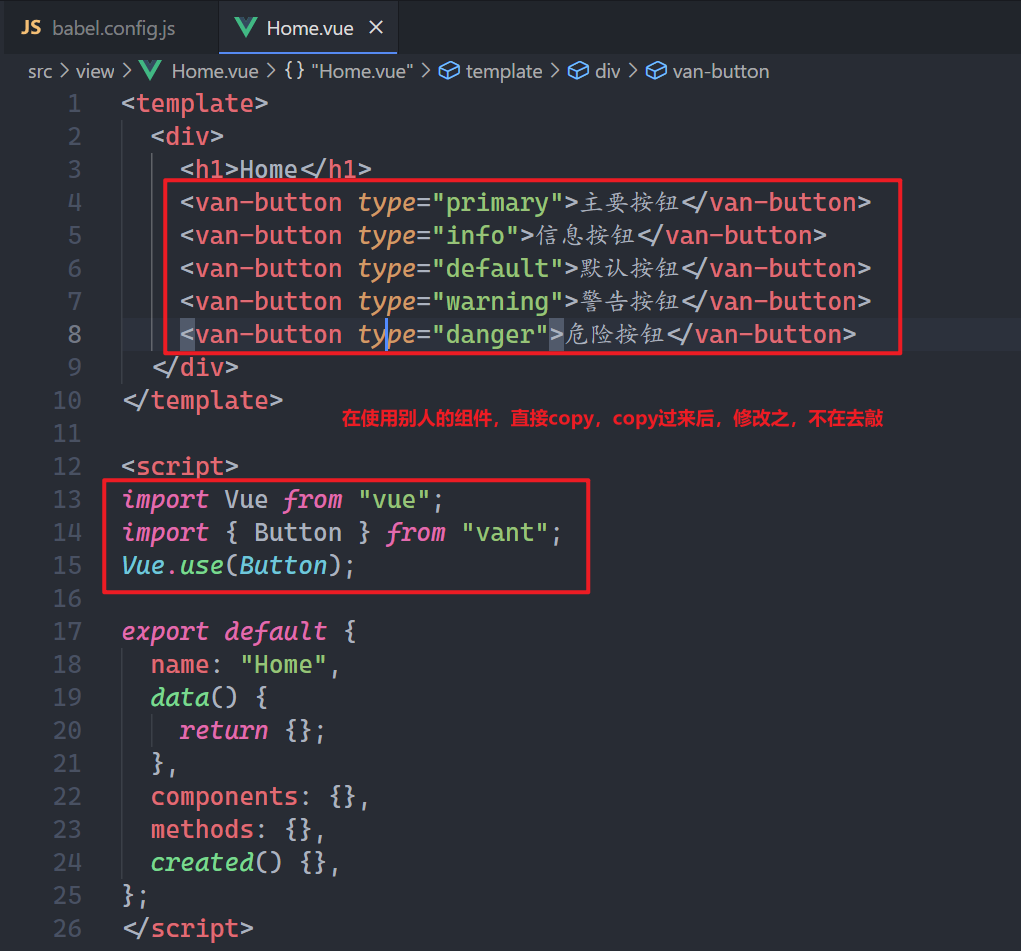 JS babel.config.js Home.vue ×
src > view > Home.vue > {} "Home.vue" > template > div > van-button
1 <template>
2 <div>
3 <h1>Home</h1>
4 <van-button type="primary">主要按钮</van-button>
5 <van-button type="info">信息按钮</van-button>
6 <van-button type="default">默认按钮</van-button>
7 <van-button type="warning">警告按钮</van-button>
8 <van-button type="danger">危险按钮</van-button>
9 </div>
10 </template>
在使用别人的组件，直接copy，copy过来后，修改之，不在去敲
11
12 <script>
13 import Vue from "vue";
14 import { Button } from "vant";
15 Vue.use(Button);
16
17 export default {
18 name: "Home",
19 data() {
20 return {};
21 },
22 components: {},
23 methods: {},
24 created() {},
25 };
26 </script>